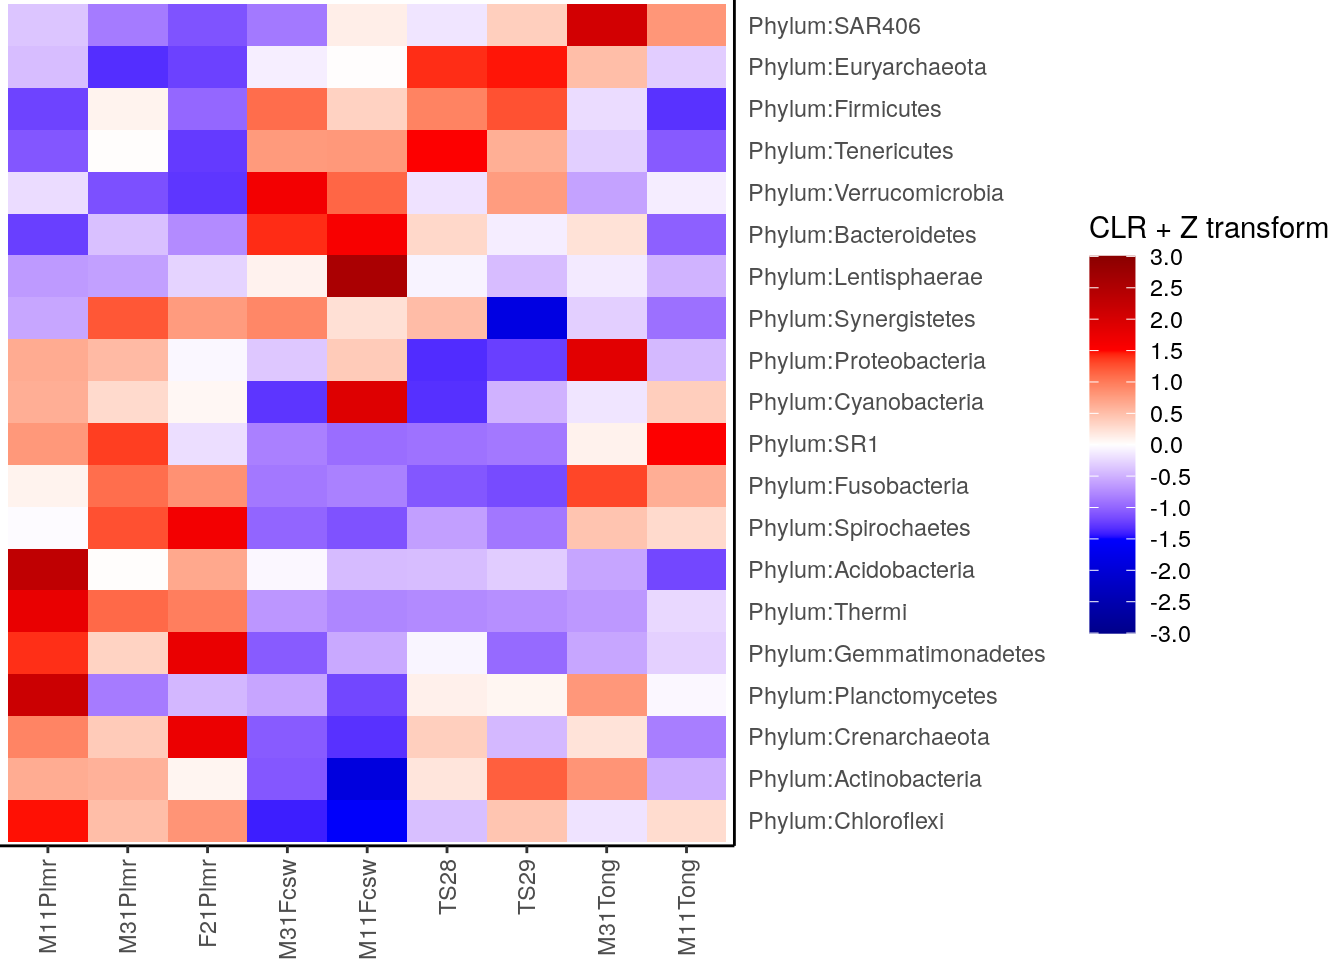 Phylum:SAR406
Phylum:Euryarchaeota
Phylum:Firmicutes
Phylum:Tenericutes
Phylum:Verrucomicrobia
Phylum:Bacteroidetes
Phylum:Lentisphaerae
Phylum:Synergistetes
Phylum:Proteobacteria
Phylum:Cyanobacteria
Phylum:SR1
Phylum:Fusobacteria
Phylum:Spirochaetes
Phylum:Acidobacteria
Phylum:Thermi
Phylum:Gemmatimonadetes
Phylum:Planctomycetes
Phylum:Crenarchaeota
Phylum:Actinobacteria
Phylum:Chloroflexi
M11Plmr
M31Plmr
F21Plmr
M31Fcsw
M11Fcsw
TS28
TS29
M31Tong
M11Tong
CLR + Z transform
3.0
2.5
2.0
1.5
1.0
0.5
0.0
-0.5
-1.0
-1.5
-2.0
-2.5
-3.0